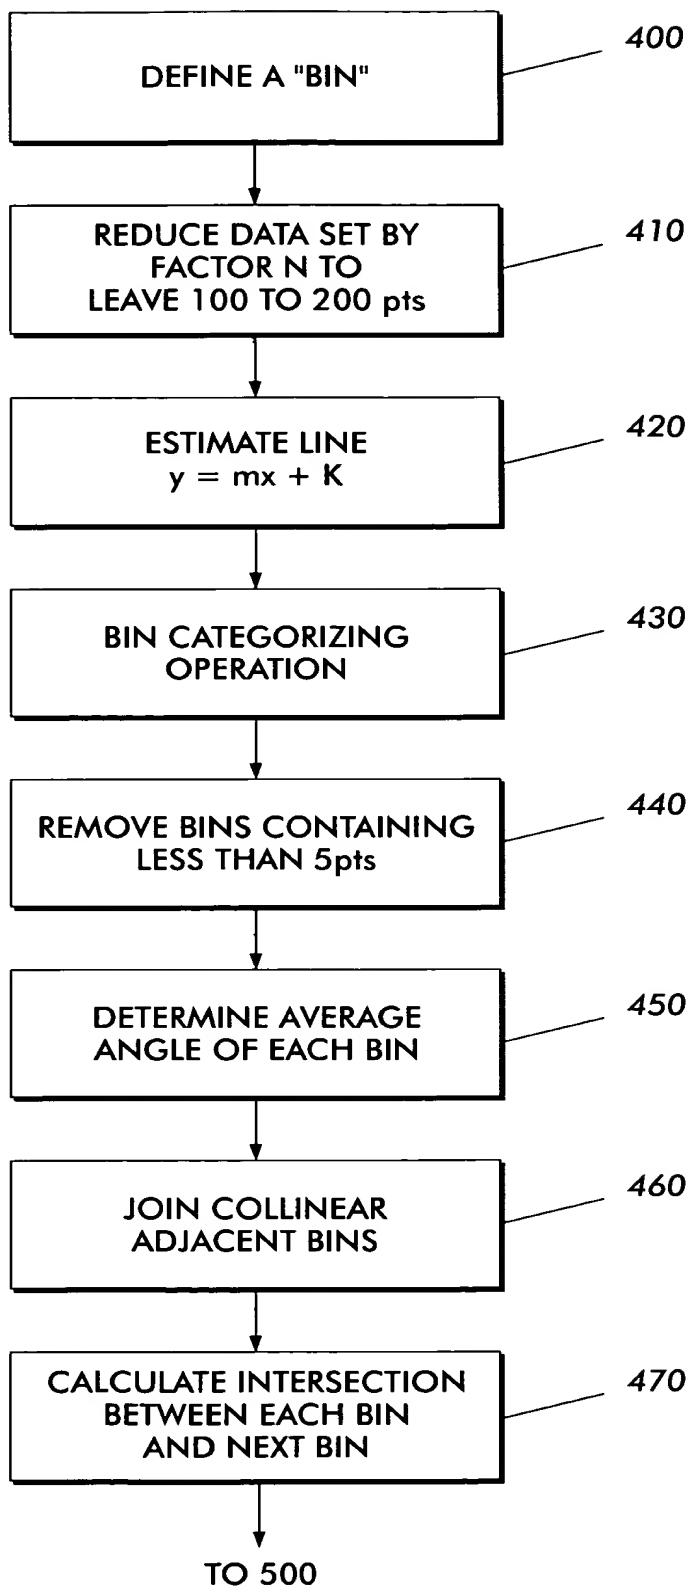 400
DEFINE A "BIN"
410
REDUCE DATA SET BY
FACTOR N TO
LEAVE 100 TO 200 pts
420
ESTIMATE LINE
y = mx + K
430
BIN CATEGORIZING
OPERATION
440
REMOVE BINS CONTAINING
LESS THAN 5pts
450
DETERMINE AVERAGE
ANGLE OF EACH BIN
460
JOIN COLLINEAR
ADJACENT BINS
470
CALCULATE INTERSECTION
BETWEEN EACH BIN
AND NEXT BIN
TO 500